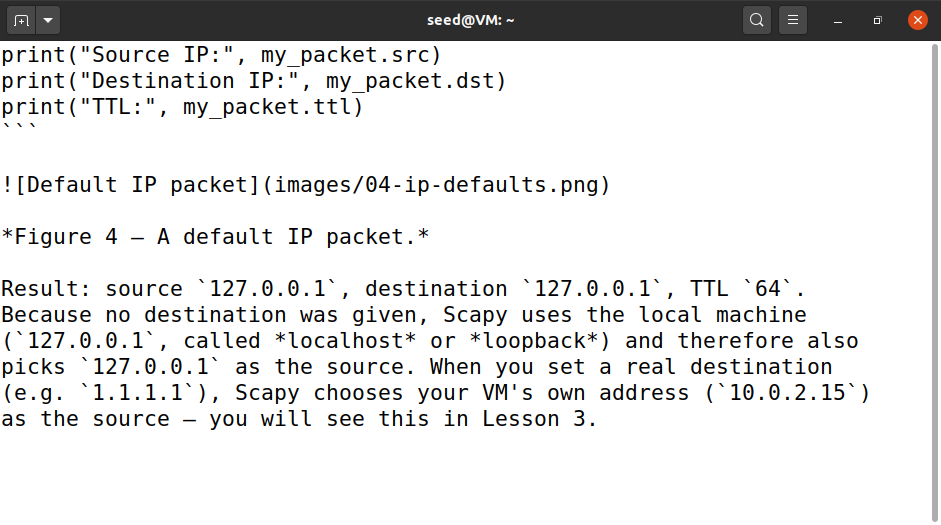 seed@VM: ~
print("Source IP:", my_packet.src)
print("Destination IP:", my_packet.dst)
print("TTL:", my_packet.ttl)
```
![Default IP packet](images/04-ip-defaults.png)
*Figure 4 — A default IP packet.*
Result: source `127.0.0.1`, destination `127.0.0.1`, TTL `64`.
Because no destination was given, Scapy uses the local machine
(`127.0.0.1`, called *localhost* or *loopback*) and therefore also
picks `127.0.0.1` as the source. When you set a real destination
(e.g. `1.1.1.1`), Scapy chooses your VM's own address (`10.0.2.15`)
as the source — you will see this in Lesson 3.